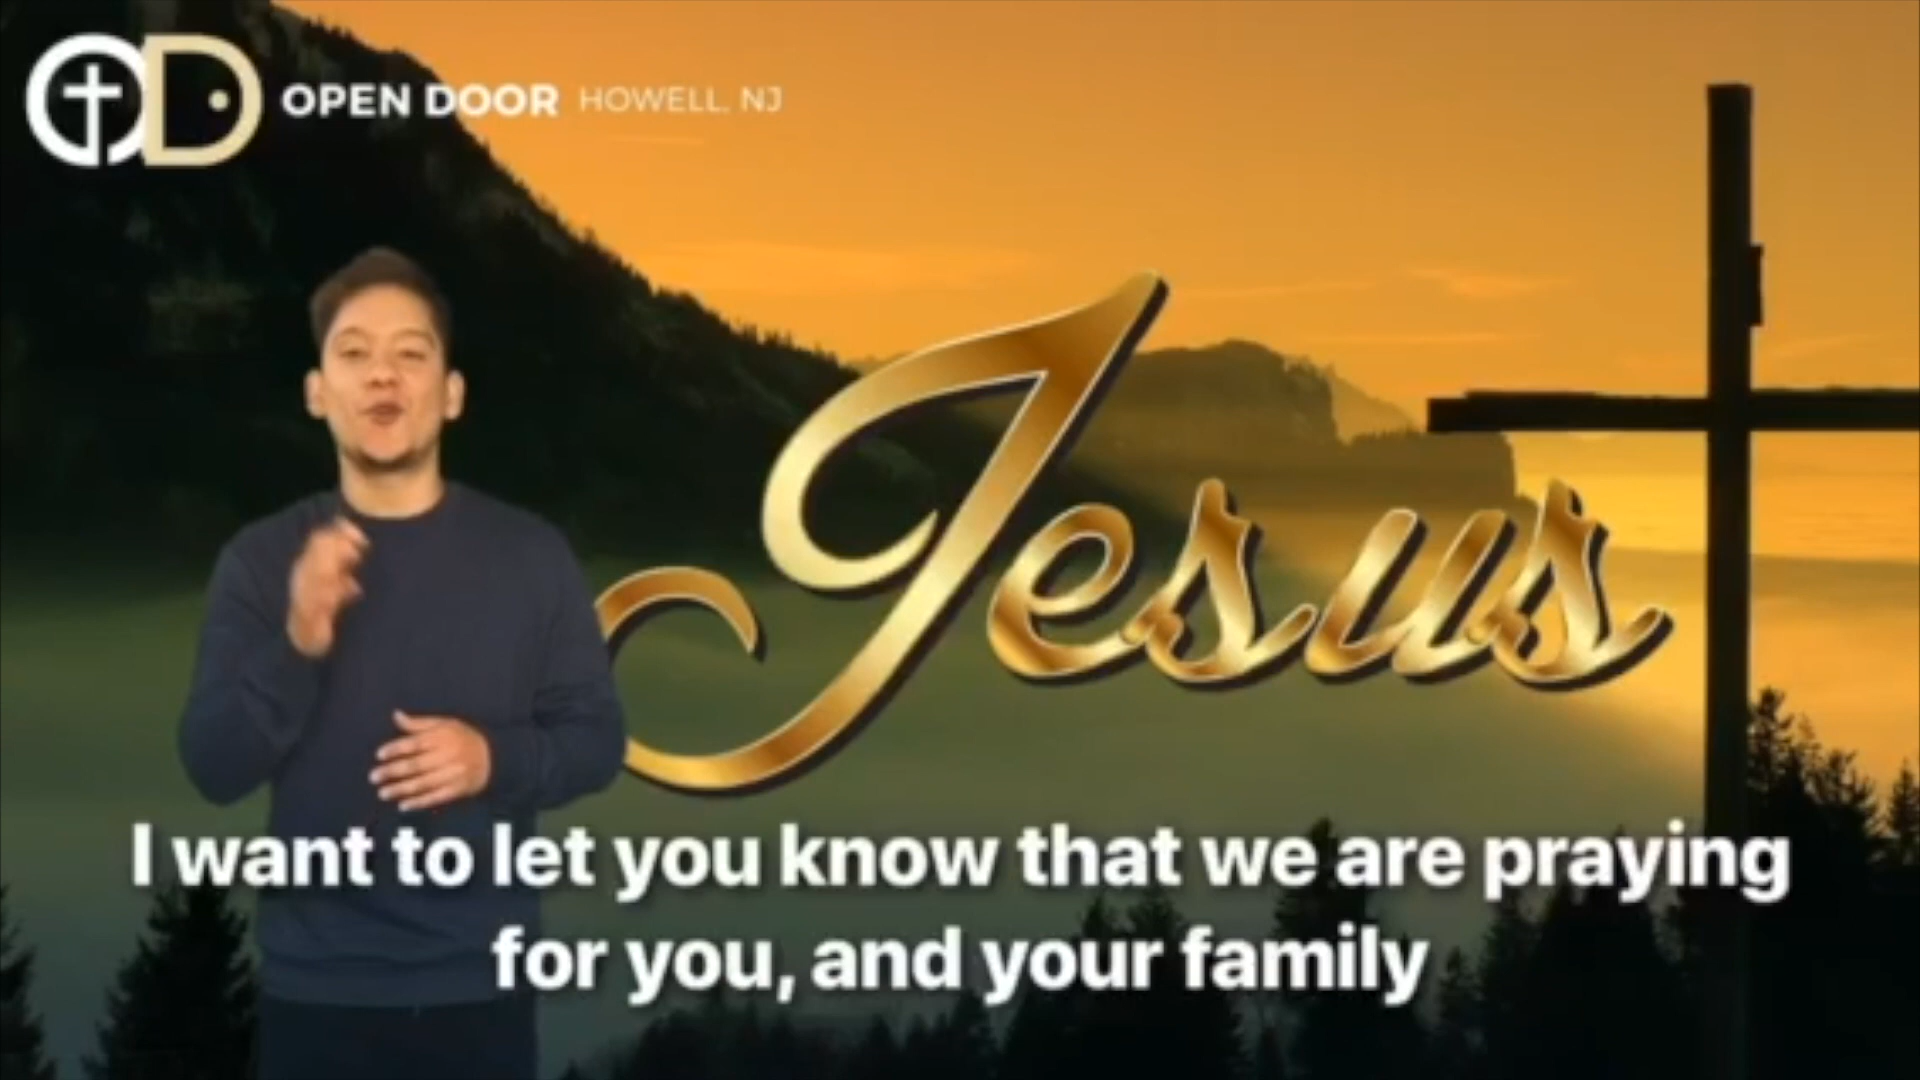 OPEN DOOR HOWELL, NJ
Jesus
I want to let you know that we are praying
for you, and your family